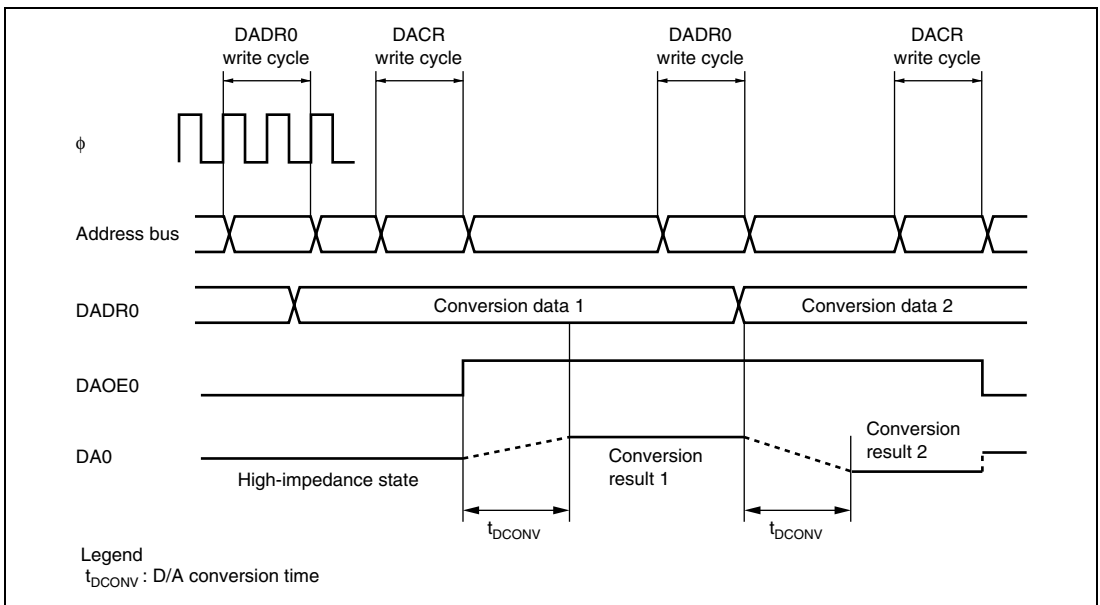 DADR0
write cycle
DACR
write cycle
DADR0
write cycle
DACR
write cycle
ϕ
Address bus
DADR0
Conversion data 1
Conversion data 2
DAOE0
DA0
High-impedance state
Conversion
result 1
Conversion
result 2
tDCONV
tDCONV
Legend
tDCONV : D/A conversion time